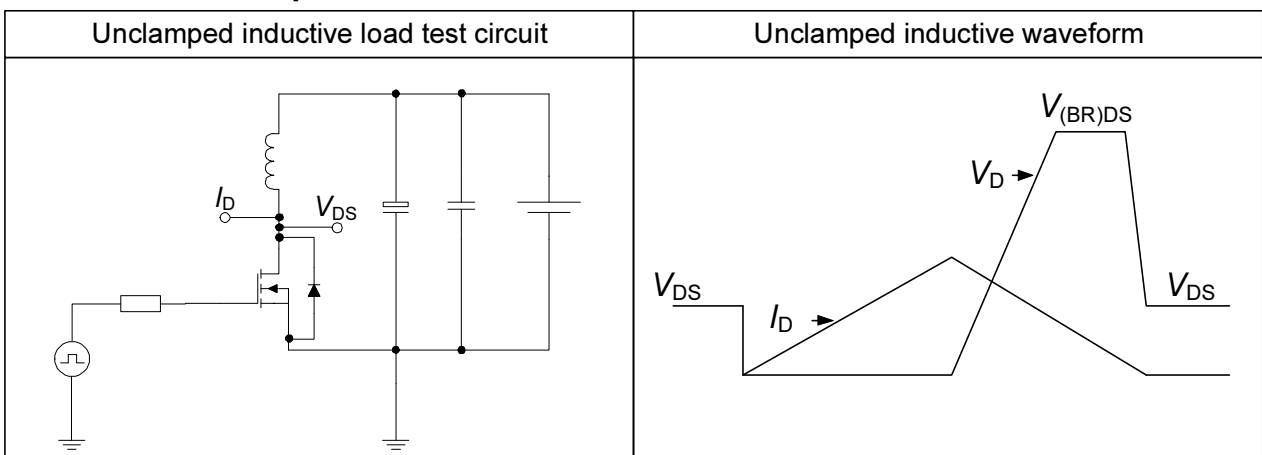 Unclamped inductive load test circuit
Unclamped inductive waveform
I_D
V_DS
V_(BR)DS
V_D
V_DS
I_D
V_DS